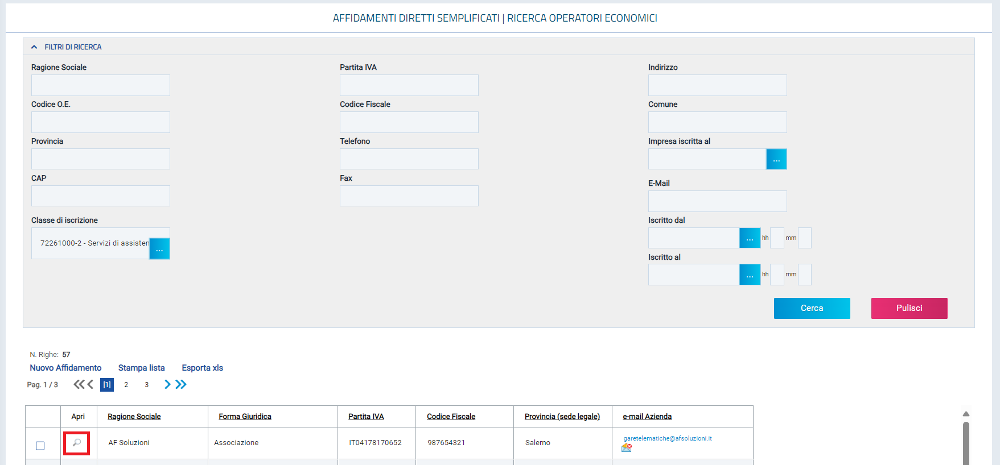 AFFIDAMENTI DIRETTI SEMPLIFICATI | RICERCA OPERATORI ECONOMICI
FILTRI DI RICERCA
Ragione Sociale Partita IVA Indirizzo
Codice O.E. Codice Fiscale Comune
Provincia Telefono Impresa iscritta al
...
CAP Fax
E-Mail
Classe di iscrizione Iscritto dal
72261000-2 - Servizi di assisten ...
... hh mm
Iscritto al
... hh mm
Cerca Pulisci
N. Righe: 57
Nuovo Affidamento Stampa lista Esporta xls
Pag. 1 / 3 [1] 2 3
Apri Ragione Sociale Forma Giuridica Partita IVA Codice Fiscale Provincia (sede legale) e-mail Azienda
AF Soluzioni Associazione IT04178170652 987654321 Salerno garetelematiche@afsoluzioni.it